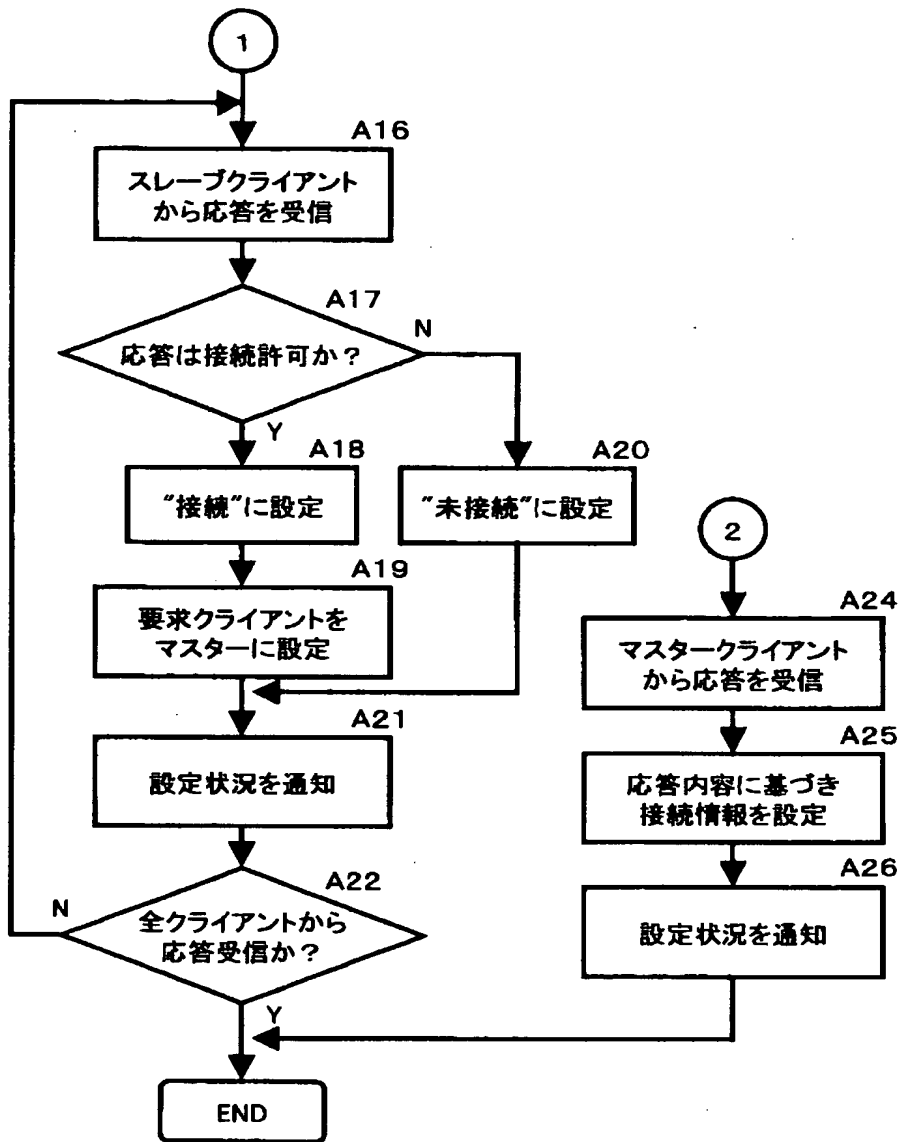 1
A16
スレーブクライアント
から応答を受信
A17
応答は接続許可か？
N
Y
A18
"接続"に設定
A20
"未接続"に設定
A19
要求クライアントを
マスターに設定
A21
設定状況を通知
A22
全クライアントから
応答受信か？
N
Y
2
A24
マスタークライアント
から応答を受信
A25
応答内容に基づき
接続情報を設定
A26
設定状況を通知
END